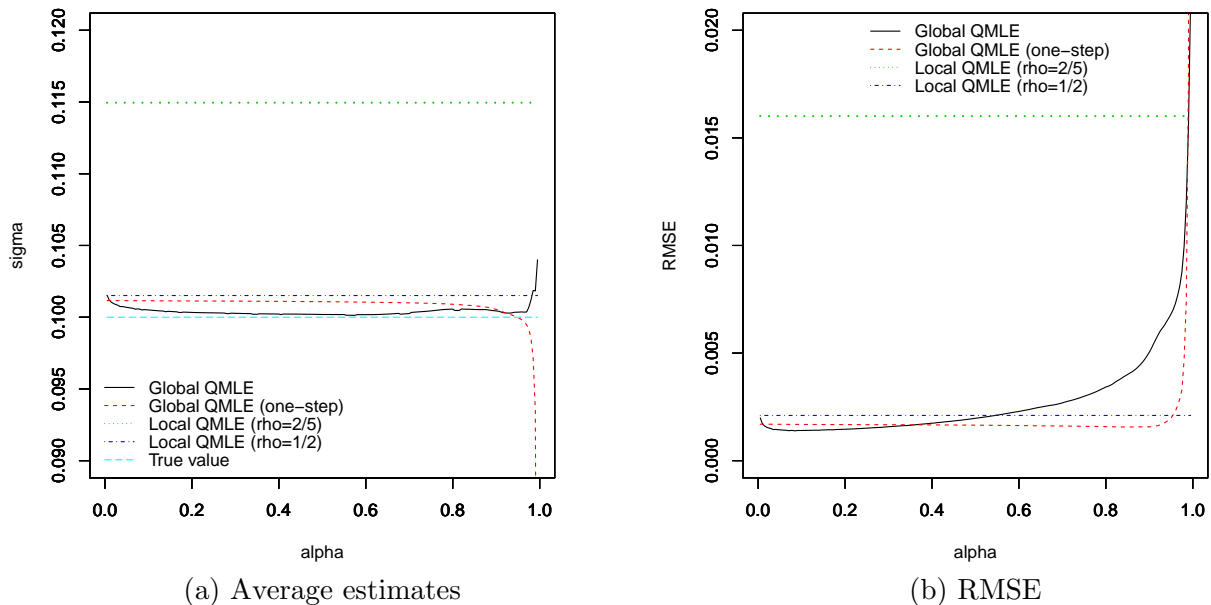 0.120
0.115
0.110
0.105
0.100
0.095
0.090
sigma
Global QMLE
Global QMLE (one-step)
Local QMLE (rho=2/5)
Local QMLE (rho=1/2)
True value
0.0 0.2 0.4 0.6 0.8 1.0
alpha
(a) Average estimates
0.020
0.015
0.010
0.005
0.000
RMSE
Global QMLE
Global QMLE (one-step)
Local QMLE (rho=2/5)
Local QMLE (rho=1/2)
0.0 0.2 0.4 0.6 0.8 1.0
alpha
(b) RMSE